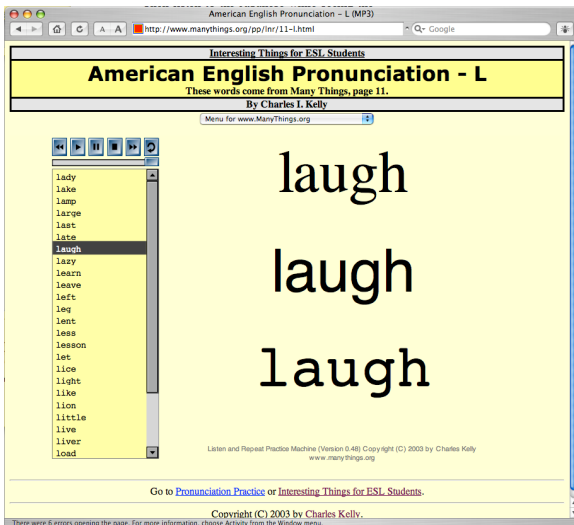 American English Pronunciation – L (MP3)
A A
http://www.manythings.org/pp/lnr/11-l.html
Google
Interesting Things for ESL Students
American English Pronunciation - L
These words come from Many Things, page 11.
By Charles I. Kelly
Menu for www.ManyThings.org
lady
lake
lamp
large
last
late
laugh
lazy
learn
leave
left
leg
lent
less
lesson
let
lice
light
like
lion
little
live
liver
load
laugh
laugh
laugh
Listen and Repeat Practice Machine (Version 0.48) Copyright (C) 2003 by Charles Kelly
www.manythings.org
Go to Pronunciation Practice or Interesting Things for ESL Students.
Copyright (C) 2003 by Charles Kelly.
There were 6 errors opening the page. For more information, choose Activity from the Window menu.